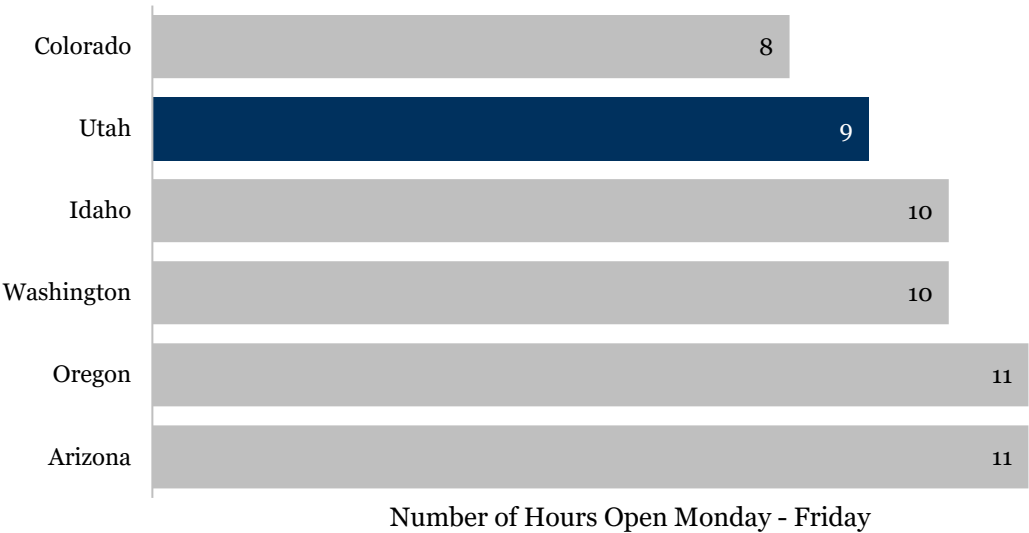 Colorado 8
Utah 9
Idaho 10
Washington 10
Oregon 11
Arizona 11
Number of Hours Open Monday - Friday